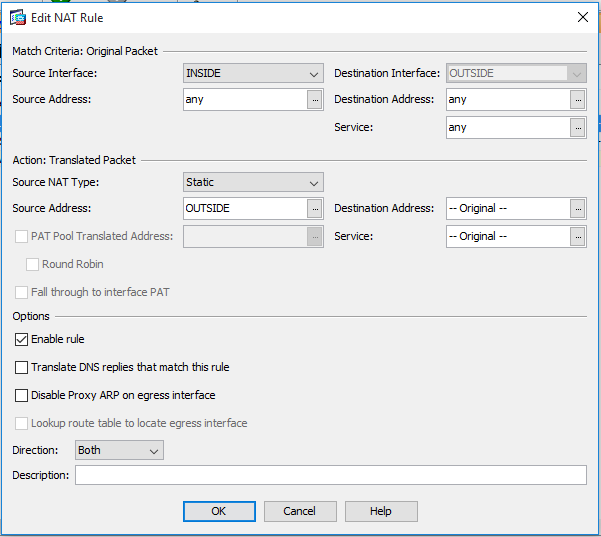 Edit NAT Rule
Match Criteria: Original Packet
Source Interface: INSIDE Destination Interface: OUTSIDE
Source Address: any ... Destination Address: any ...
Service: any ...
Action: Translated Packet
Source NAT Type: Static
Source Address: OUTSIDE ... Destination Address: -- Original -- ...
PAT Pool Translated Address: ... Service: -- Original -- ...
Round Robin
Fall through to interface PAT
Options
Enable rule
Translate DNS replies that match this rule
Disable Proxy ARP on egress interface
Lookup route table to locate egress interface
Direction: Both
Description:
OK Cancel Help